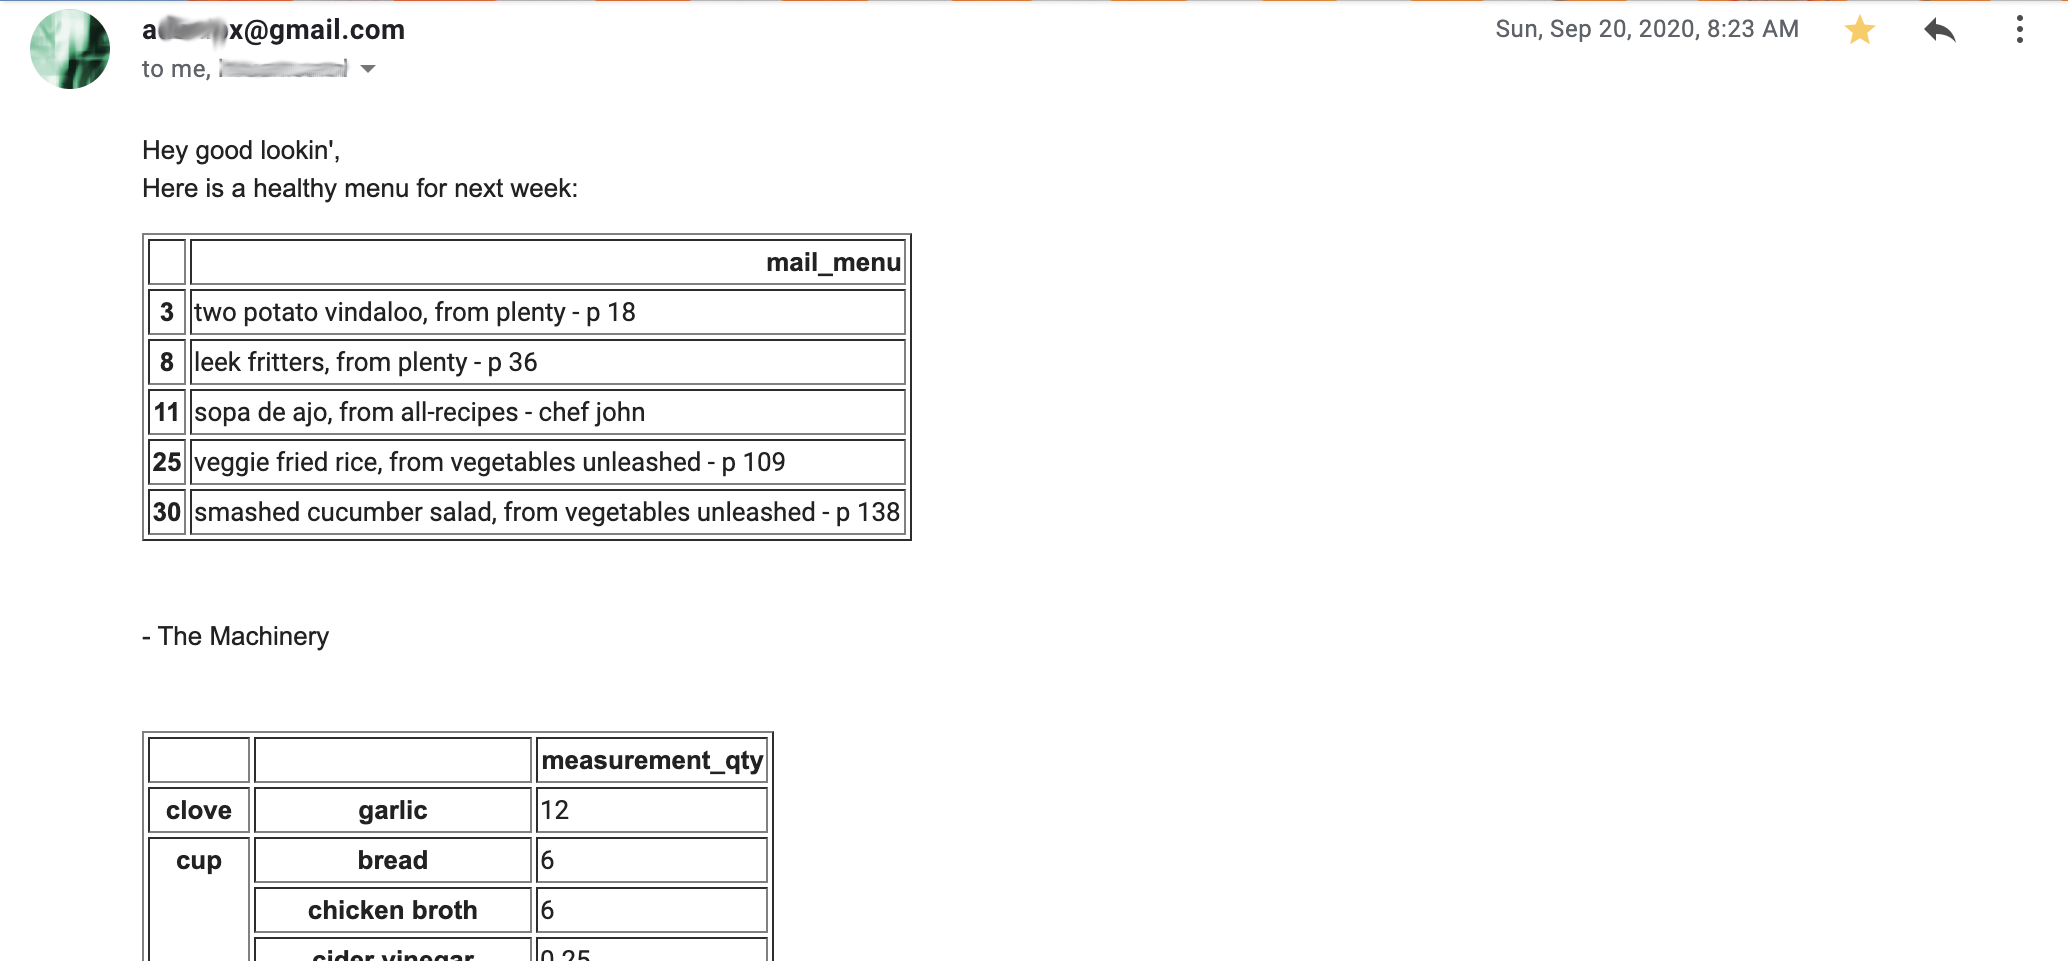 x@gmail.com
Sun, Sep 20, 2020, 8:23 AM
to me,
Hey good lookin',
Here is a healthy menu for next week:
mail_menu
3 two potato vindaloo, from plenty - p 18
8 leek fritters, from plenty - p 36
11 sopa de ajo, from all-recipes - chef john
25 veggie fried rice, from vegetables unleashed - p 109
30 smashed cucumber salad, from vegetables unleashed - p 138
- The Machinery
measurement_qty
clove garlic 12
cup bread 6
chicken broth 6
cider vinegar 0.25